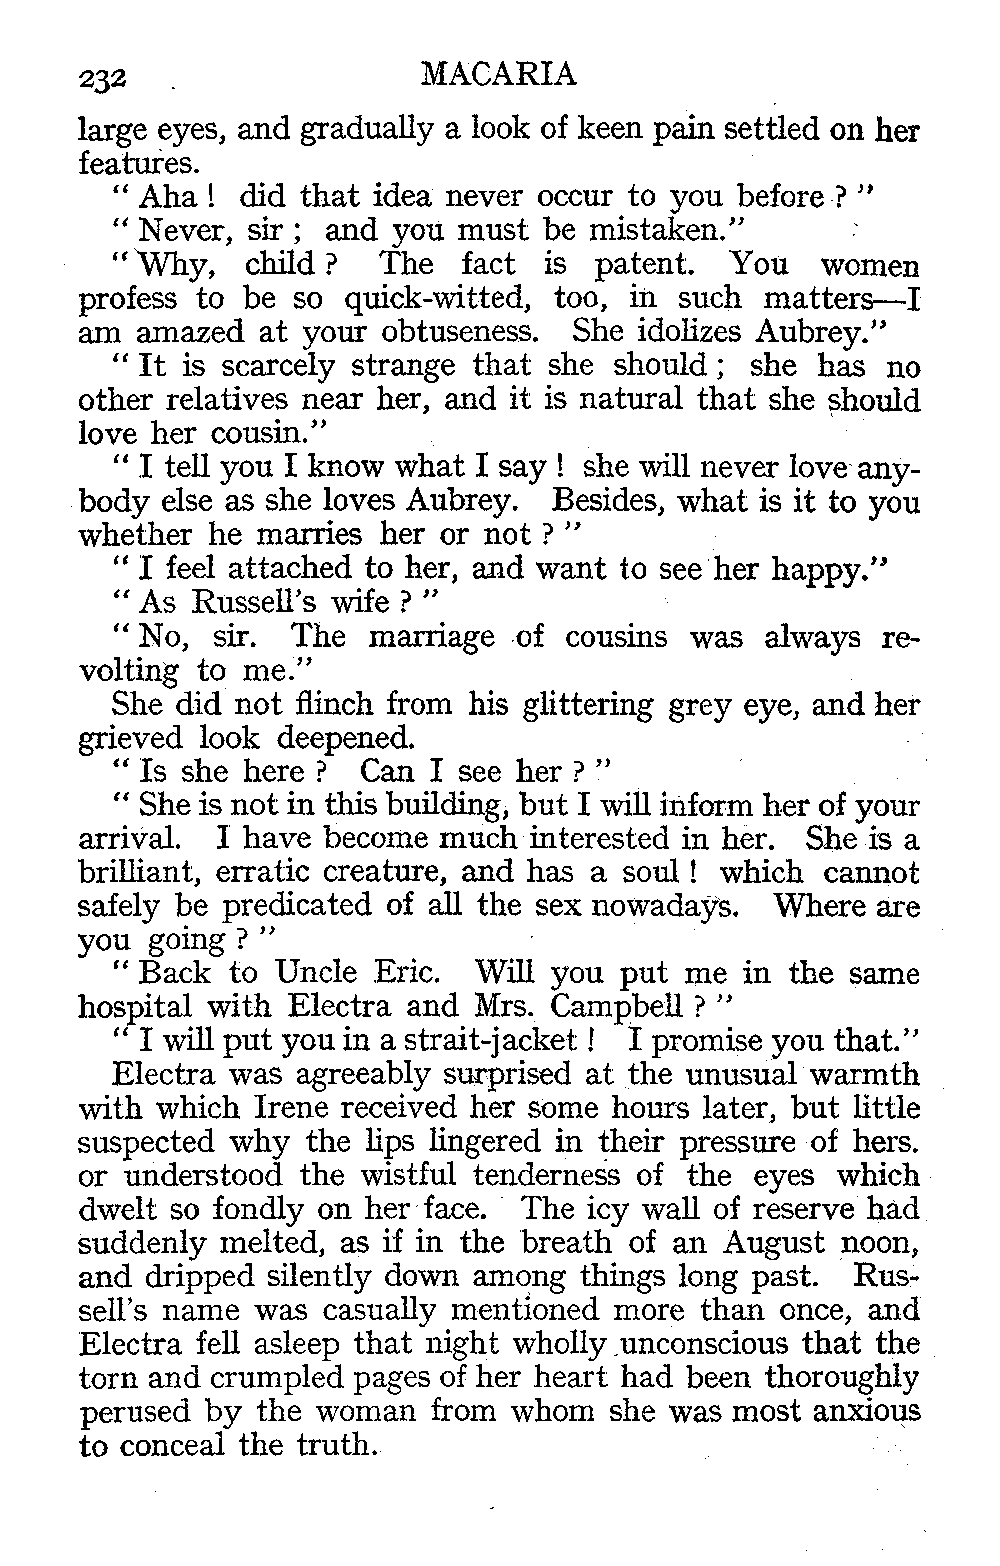 232 MACARIA
large eyes, and gradually a look of keen pain settled on her
features.
“ Aha ! did that idea never occur to you before ? ”
“ Never, sir ; and you must be mistaken.”
“ Why, child ? The fact is patent. You women
profess to be so quick-witted, too, in such matters—I
am amazed at your obtuseness. She idolizes Aubrey.”
“ It is scarcely strange that she should ; she has no
other relatives near her, and it is natural that she should
love her cousin.”
“ I tell you I know what I say ! she will never love any-
body else as she loves Aubrey. Besides, what is it to you
whether he marries her or not ? ”
“ I feel attached to her, and want to see her happy.”
“ As Russell’s wife ? ”
“ No, sir. The marriage of cousins was always re-
volting to me.”
She did not flinch from his glittering grey eye, and her
grieved look deepened.
“ Is she here ? Can I see her ? ”
“ She is not in this building, but I will inform her of your
arrival. I have become much interested in her. She is a
brilliant, erratic creature, and has a soul ! which cannot
safely be predicated of all the sex nowadays. Where are
you going ? ”
“ Back to Uncle Eric. Will you put me in the same
hospital with Electra and Mrs. Campbell ? ”
“ I will put you in a strait-jacket ! I promise you that.”
Electra was agreeably surprised at the unusual warmth
with which Irene received her some hours later, but little
suspected why the lips lingered in their pressure of hers.
or understood the wistful tenderness of the eyes which
dwelt so fondly on her face. The icy wall of reserve had
suddenly melted, as if in the breath of an August noon,
and dripped silently down among things long past. Rus-
sell’s name was casually mentioned more than once, and
Electra fell asleep that night wholly unconscious that the
torn and crumpled pages of her heart had been thoroughly
perused by the woman from whom she was most anxious
to conceal the truth.